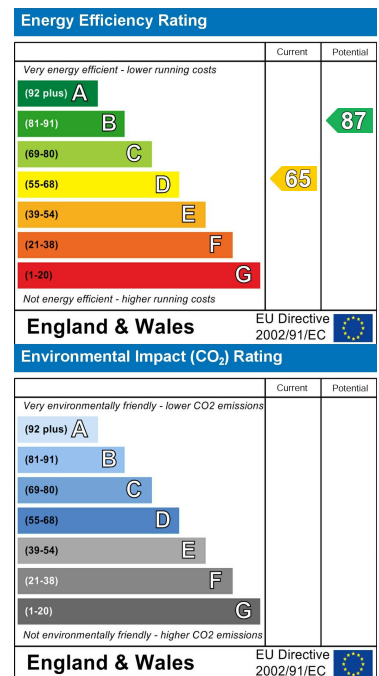 Energy Efficiency Rating
Current Potential
Very energy efficient - lower running costs
(92 plus) A
(81-91) B
87
(69-80) C
(55-68) D
65
(39-54) E
(21-38) F
(1-20) G
Not energy efficient - higher running costs
England & Wales
EU Directive
2002/91/EC
Environmental Impact (CO₂) Rating
Current Potential
Very environmentally friendly - lower CO2 emissions
(92 plus) A
(81-91) B
(69-80) C
(55-68) D
(39-54) E
(21-38) F
(1-20) G
Not environmentally friendly - higher CO2 emissions
England & Wales
EU Directive
2002/91/EC